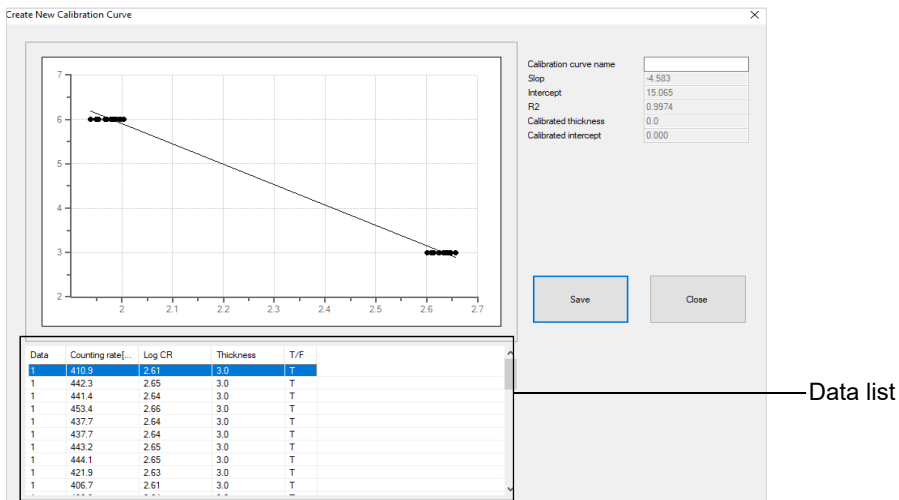 Create New Calibration Curve
7
6
5
4
3
2
2 2.1 2.2 2.3 2.4 2.5 2.6 2.7
Calibration curve name
Slop -4.583
Intercept 15.065
R2 0.9974
Calibrated thickness 0.0
Calibrated intercept 0.000
Save Close
Data Counting rate[... Log CR Thickness T/F
1 410.9 2.61 3.0 T
1 442.3 2.65 3.0 T
1 441.4 2.64 3.0 T
1 453.4 2.66 3.0 T
1 437.7 2.64 3.0 T
1 437.7 2.64 3.0 T
1 443.2 2.65 3.0 T
1 444.1 2.65 3.0 T
1 421.9 2.63 3.0 T
1 406.7 2.61 3.0 T
Data list